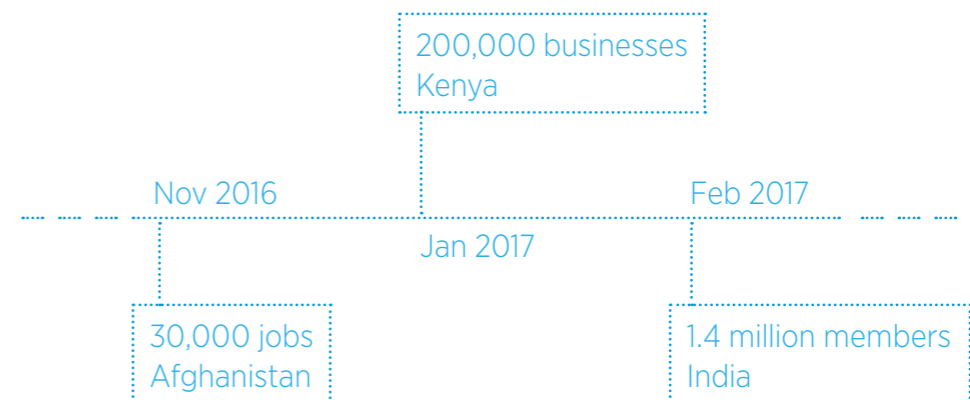 200,000 businesses
Kenya
Nov 2016
Feb 2017
Jan 2017
30,000 jobs
Afghanistan
1.4 million members
India